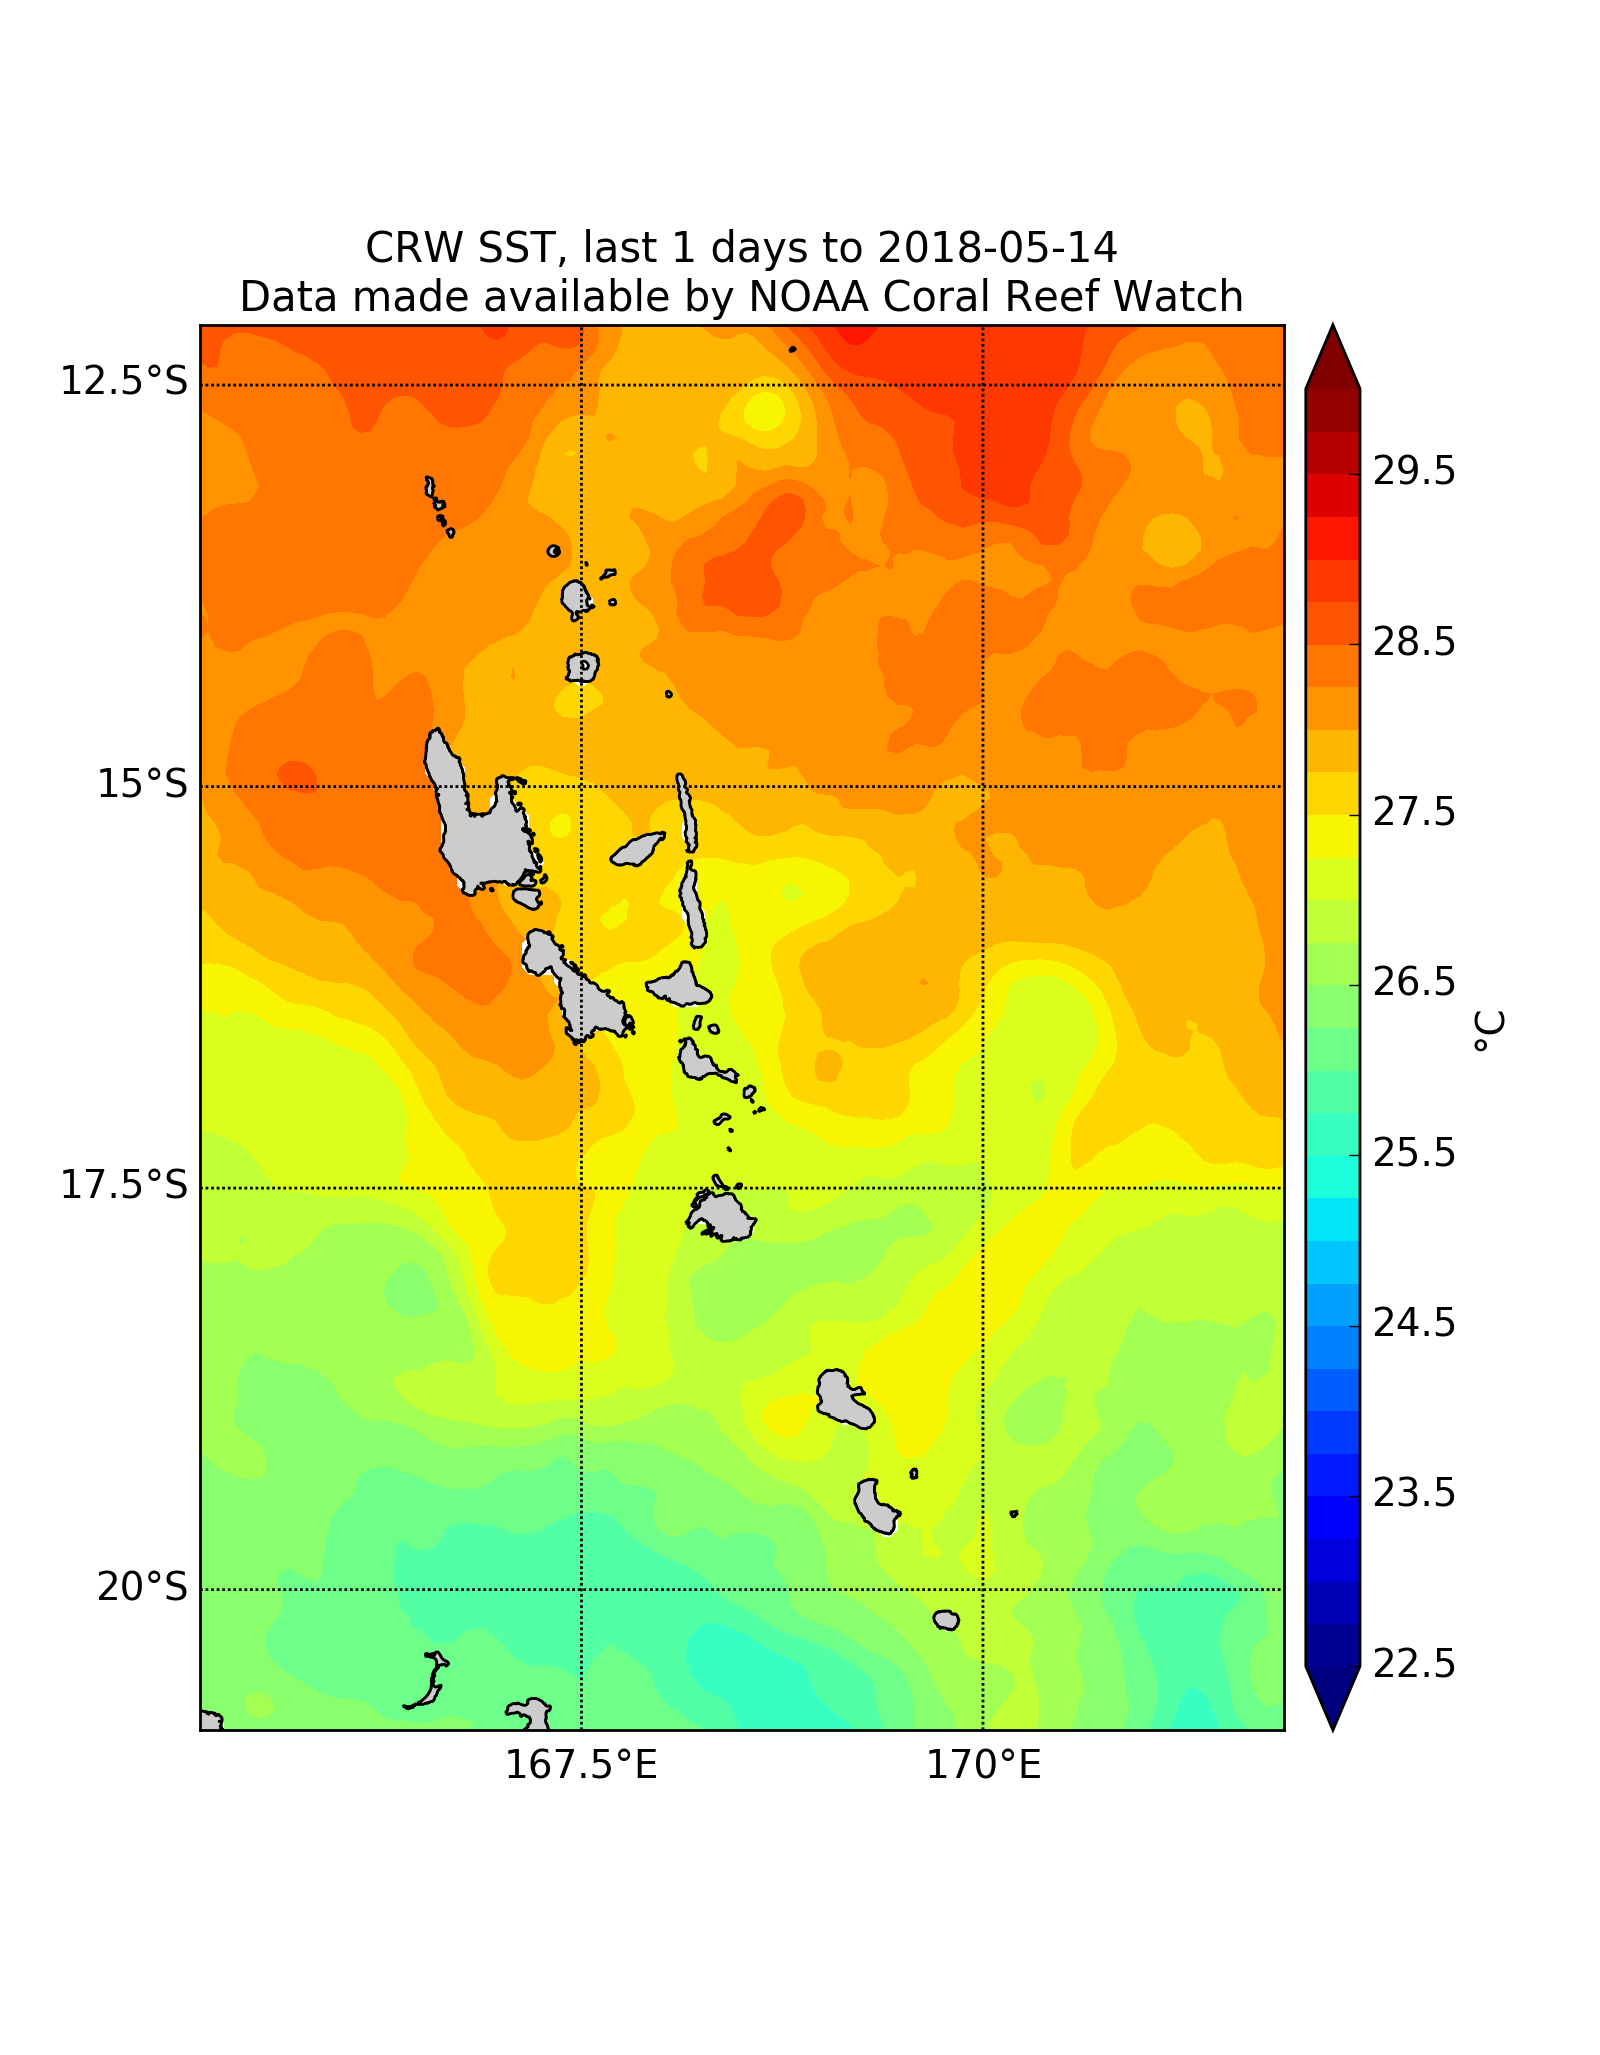 CRW SST, last 1 days to 2018-05-14
Data made available by NOAA Coral Reef Watch
12.5°S
15°S
17.5°S
20°S
167.5°E
170°E
29.5
28.5
27.5
26.5
25.5
24.5
23.5
22.5
°C